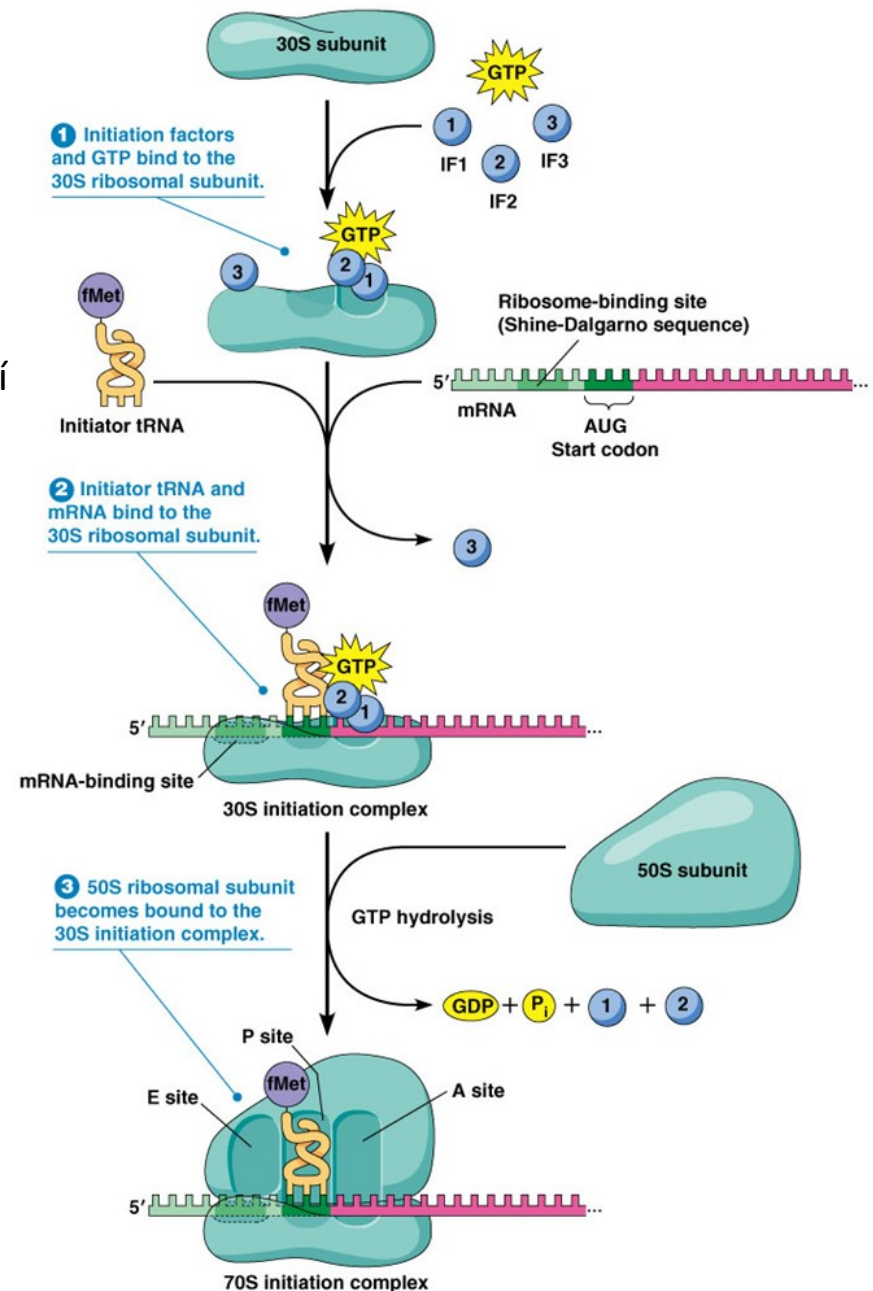 30S subunit
GTP
1
3
IF1
2
IF3
IF2
1 Initiation factors
and GTP bind to the
30S ribosomal subunit.
GTP
3
2
1
fMet
Initiator tRNA
Ribosome-binding site
(Shine-Dalgarno sequence)
í
5′
...
mRNA
AUG
Start codon
2 Initiator tRNA and
mRNA bind to the
30S ribosomal subunit.
3
fMet
GTP
2
1
5′
...
mRNA-binding site
30S initiation complex
50S subunit
3 50S ribosomal subunit
becomes bound to the
30S initiation complex.
GTP hydrolysis
GDP + Pi + 1 + 2
P site
fMet
E site
A site
5′
...
70S initiation complex